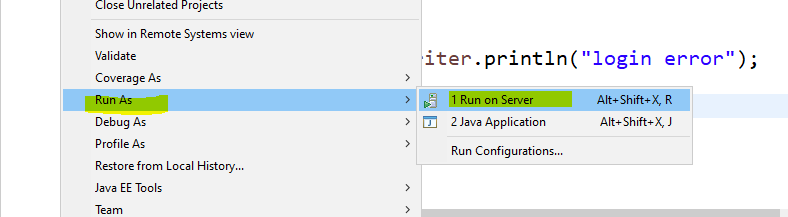 Close Unrelated Projects
Show in Remote Systems view
iter.println("login error");
Validate
Coverage As
Run As
1 Run on Server Alt+Shift+X, R
Debug As
2 Java Application Alt+Shift+X, J
Profile As
Run Configurations...
Restore from Local History...
Java EE Tools
Team